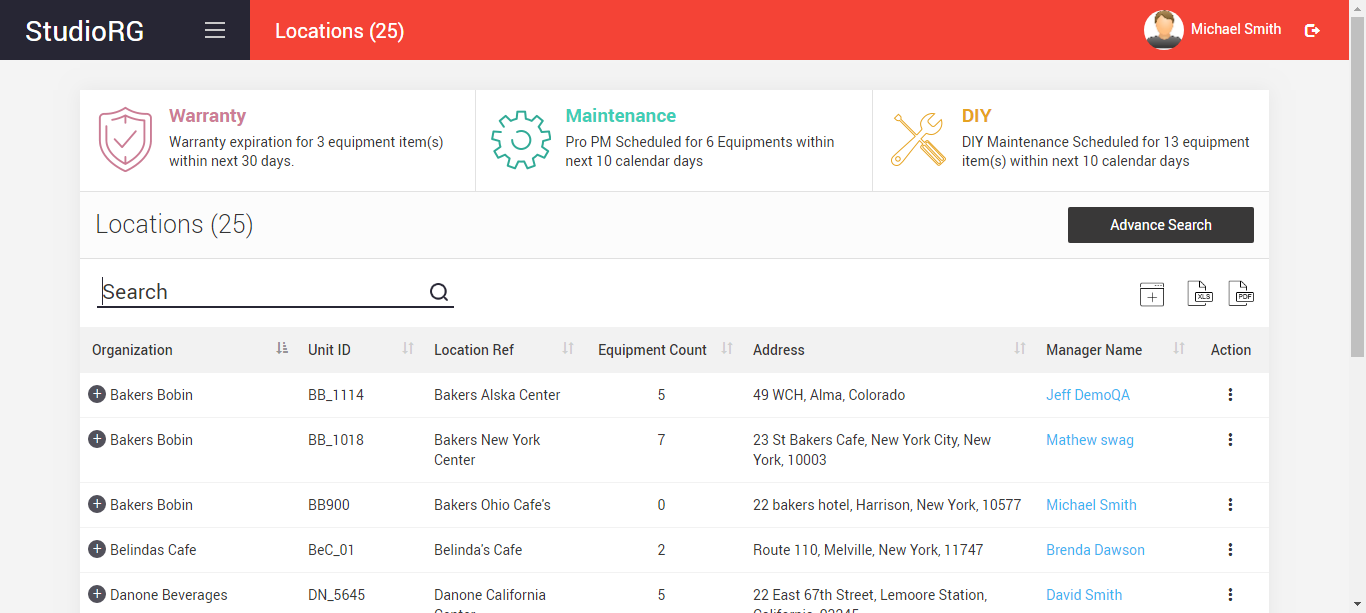 StudioRG
Locations (25)
Michael Smith
Warranty
Warranty expiration for 3 equipment item(s)
within next 30 days.
Maintenance
Pro PM Scheduled for 6 Equipments within
next 10 calendar days
DIY
DIY Maintenance Scheduled for 13 equipment
item(s) within next 10 calendar days
Locations (25)
Advance Search
Search
XLS
PDF
Organization Unit ID Location Ref Equipment Count Address Manager Name Action
Bakers Bobin BB_1114 Bakers Alska Center 5 49 WCH, Alma, Colorado Jeff DemoQA
Bakers Bobin BB_1018 Bakers New York 7 23 St Bakers Cafe, New York City, New Mathew swag
Center York, 10003
Bakers Bobin BB900 Bakers Ohio Cafe's 0 22 bakers hotel, Harrison, New York, 10577 Michael Smith
Belindas Cafe BeC_01 Belinda's Cafe 2 Route 110, Melville, New York, 11747 Brenda Dawson
Danone Beverages DN_5645 Danone California 5 22 East 67th Street, Lemoore Station, David Smith